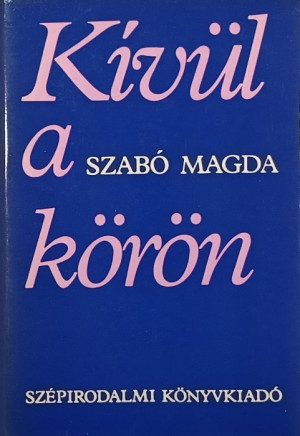 Kívül
a SZABÓ MAGDA
körön
SZÉPIRODALMI KÖNYVKIADÓ